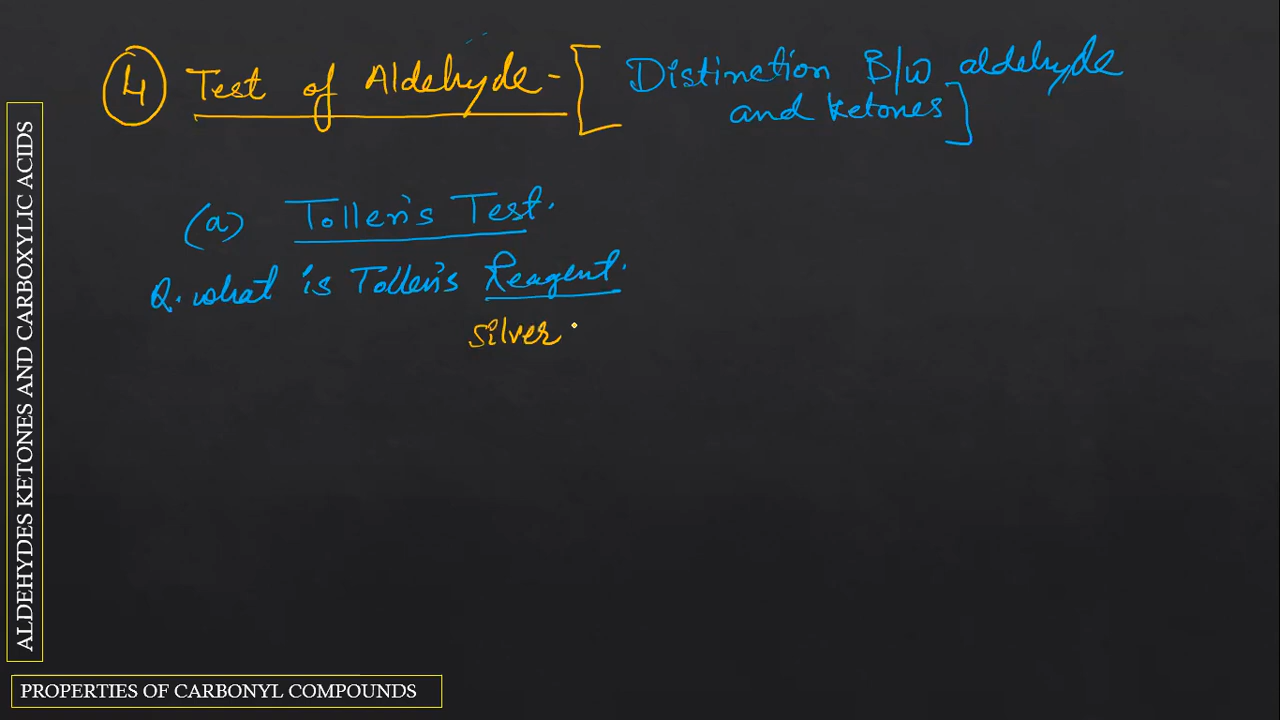 4 Test of Aldehyde - [ Distinction B/w aldehyde
and ketones ]
(a) Tollen's Test.
Q. what is Tollen's Reagent.
silver
ALDEHYDES KETONES AND CARBOXYLIC ACIDS
PROPERTIES OF CARBONYL COMPOUNDS